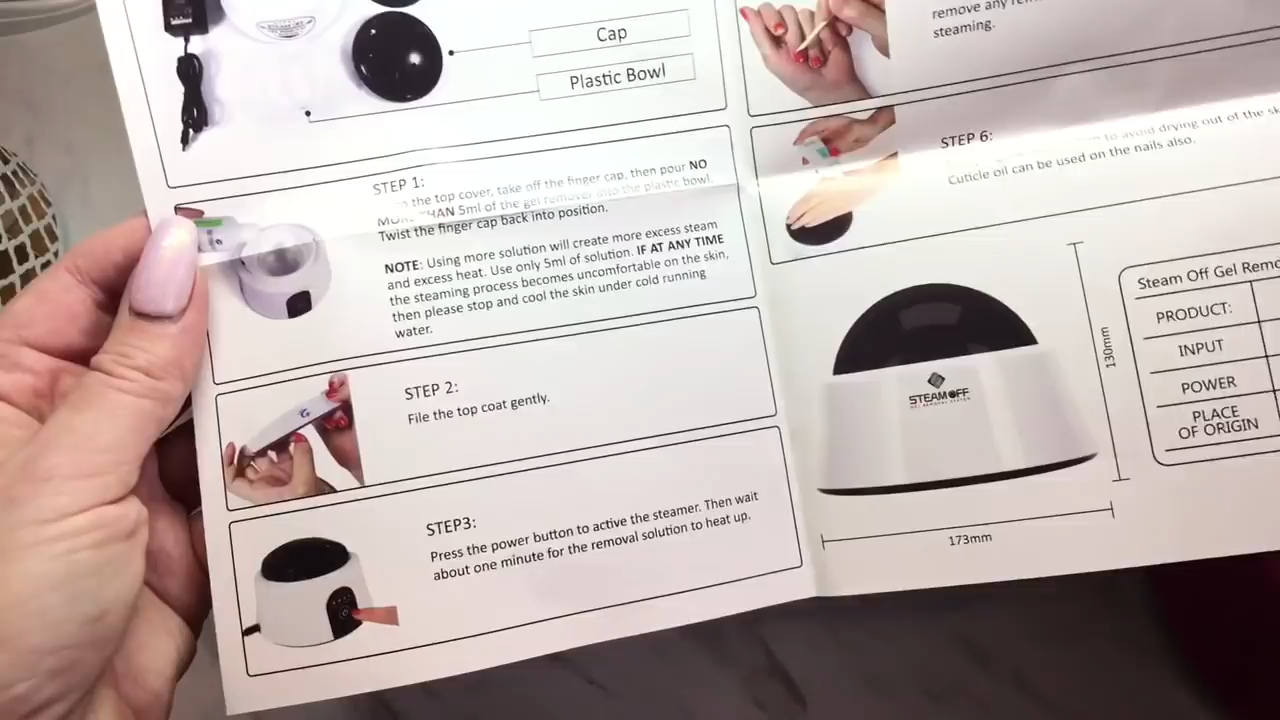 Cap
Plastic Bowl
STEP 1:
the top cover, take off the finger cap, then pour NO
MORE THAN 5ml of the gel remover into the plastic bowl.
Twist the finger cap back into position.
NOTE: Using more solution will create more excess steam
and excess heat. Use only 5ml of solution. IF AT ANY TIME
the steaming process becomes uncomfortable on the skin,
then please stop and cool the skin under cold running
water.
STEP 2:
File the top coat gently.
STEP3:
Press the power button to active the steamer. Then wait
about one minute for the removal solution to heat up.
remove any
steaming.
STEP 6:
to avoid drying out of the
Cuticle oil can be used on the nails also.
STEAM OFF
GEL REMOVAL SYSTEM
130mm
173mm
Steam Off Gel
PRODUCT:
INPUT
POWER
PLACE
OF ORIGIN